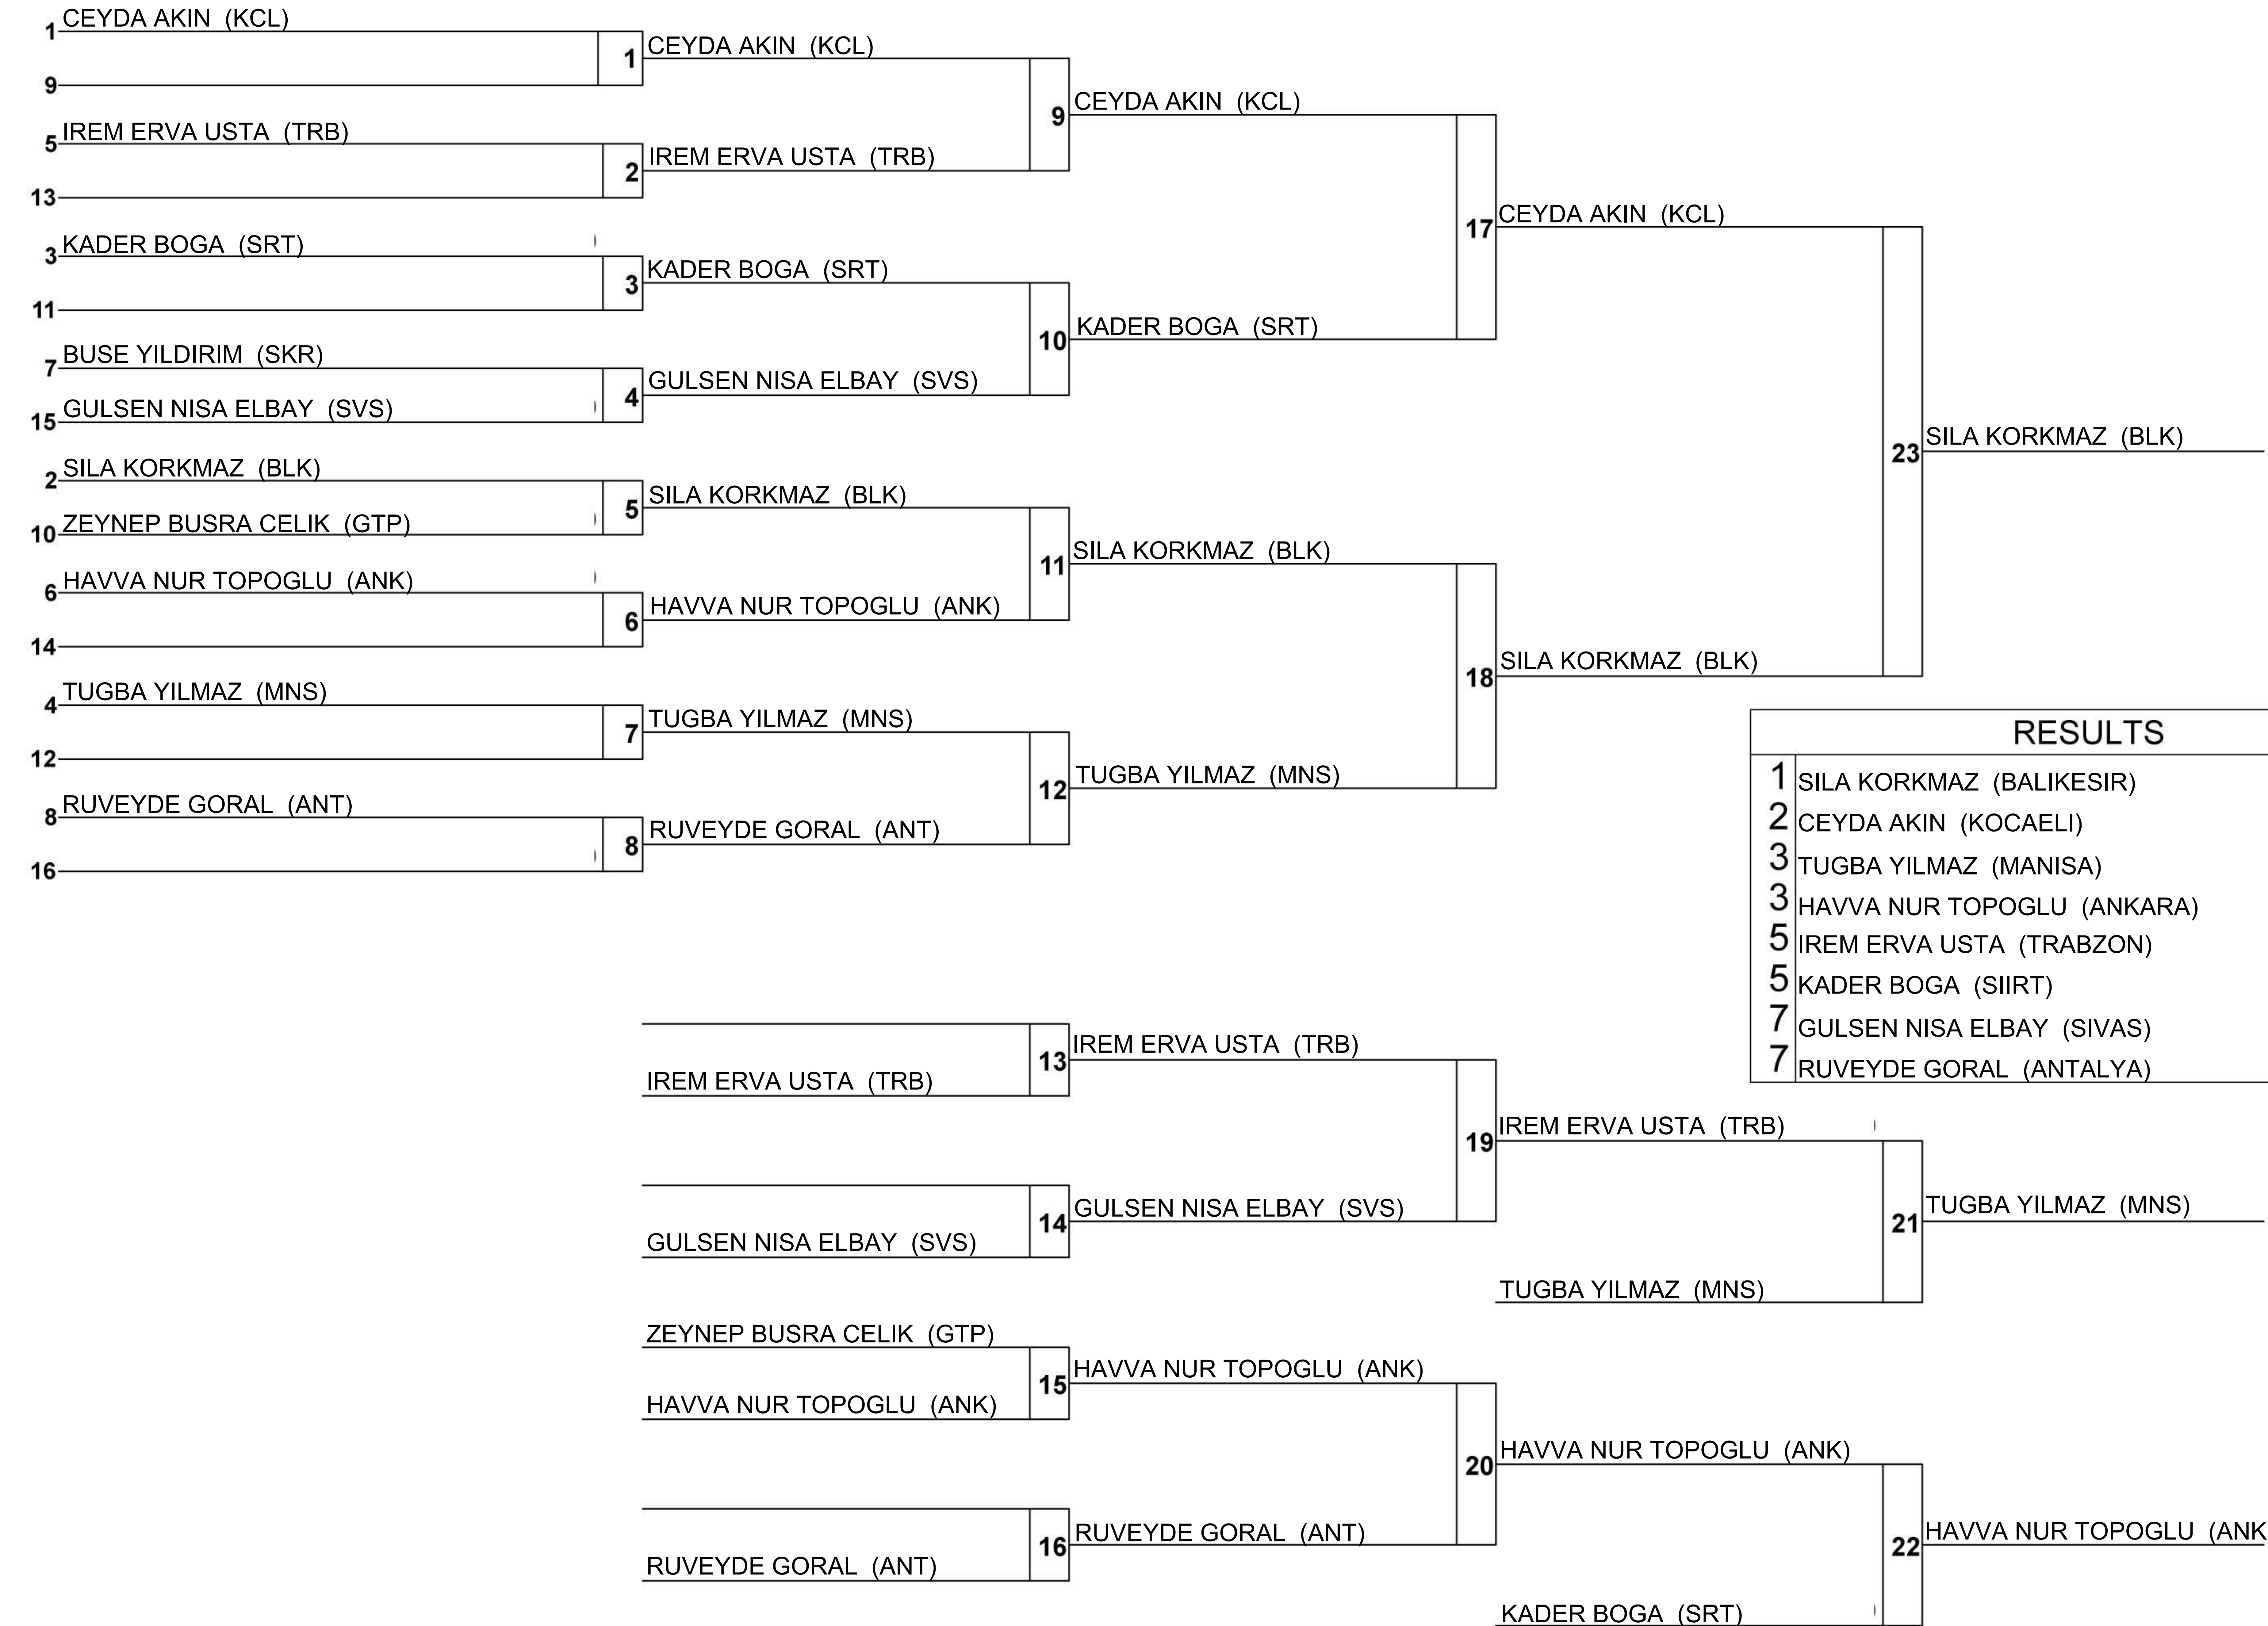 1 CEYDA AKIN (KCL)
9
1 CEYDA AKIN (KCL)
5 IREM ERVA USTA (TRB)
13
2 IREM ERVA USTA (TRB)
9 CEYDA AKIN (KCL)
3 KADER BOGA (SRT)
11
3 KADER BOGA (SRT)
7 BUSE YILDIRIM (SKR)
15 GULSEN NISA ELBAY (SVS)
4 GULSEN NISA ELBAY (SVS)
10 KADER BOGA (SRT)
17 CEYDA AKIN (KCL)
2 SILA KORKMAZ (BLK)
10 ZEYNEP BUSRA CELIK (GTP)
5 SILA KORKMAZ (BLK)
6 HAVVA NUR TOPOGLU (ANK)
14
6 HAVVA NUR TOPOGLU (ANK)
11 SILA KORKMAZ (BLK)
4 TUGBA YILMAZ (MNS)
12
7 TUGBA YILMAZ (MNS)
8 RUVEYDE GORAL (ANT)
16
8 RUVEYDE GORAL (ANT)
12 TUGBA YILMAZ (MNS)
18 SILA KORKMAZ (BLK)
23 SILA KORKMAZ (BLK)
RESULTS
1 SILA KORKMAZ (BALIKESIR)
2 CEYDA AKIN (KOCAELI)
3 TUGBA YILMAZ (MANISA)
3 HAVVA NUR TOPOGLU (ANKARA)
5 IREM ERVA USTA (TRABZON)
5 KADER BOGA (SIIRT)
7 GULSEN NISA ELBAY (SIVAS)
7 RUVEYDE GORAL (ANTALYA)
IREM ERVA USTA (TRB)
13 IREM ERVA USTA (TRB)
GULSEN NISA ELBAY (SVS)
14 GULSEN NISA ELBAY (SVS)
19 IREM ERVA USTA (TRB)
TUGBA YILMAZ (MNS)
21 TUGBA YILMAZ (MNS)
ZEYNEP BUSRA CELIK (GTP)
HAVVA NUR TOPOGLU (ANK)
15 HAVVA NUR TOPOGLU (ANK)
RUVEYDE GORAL (ANT)
16 RUVEYDE GORAL (ANT)
20 HAVVA NUR TOPOGLU (ANK)
KADER BOGA (SRT)
22 HAVVA NUR TOPOGLU (ANK